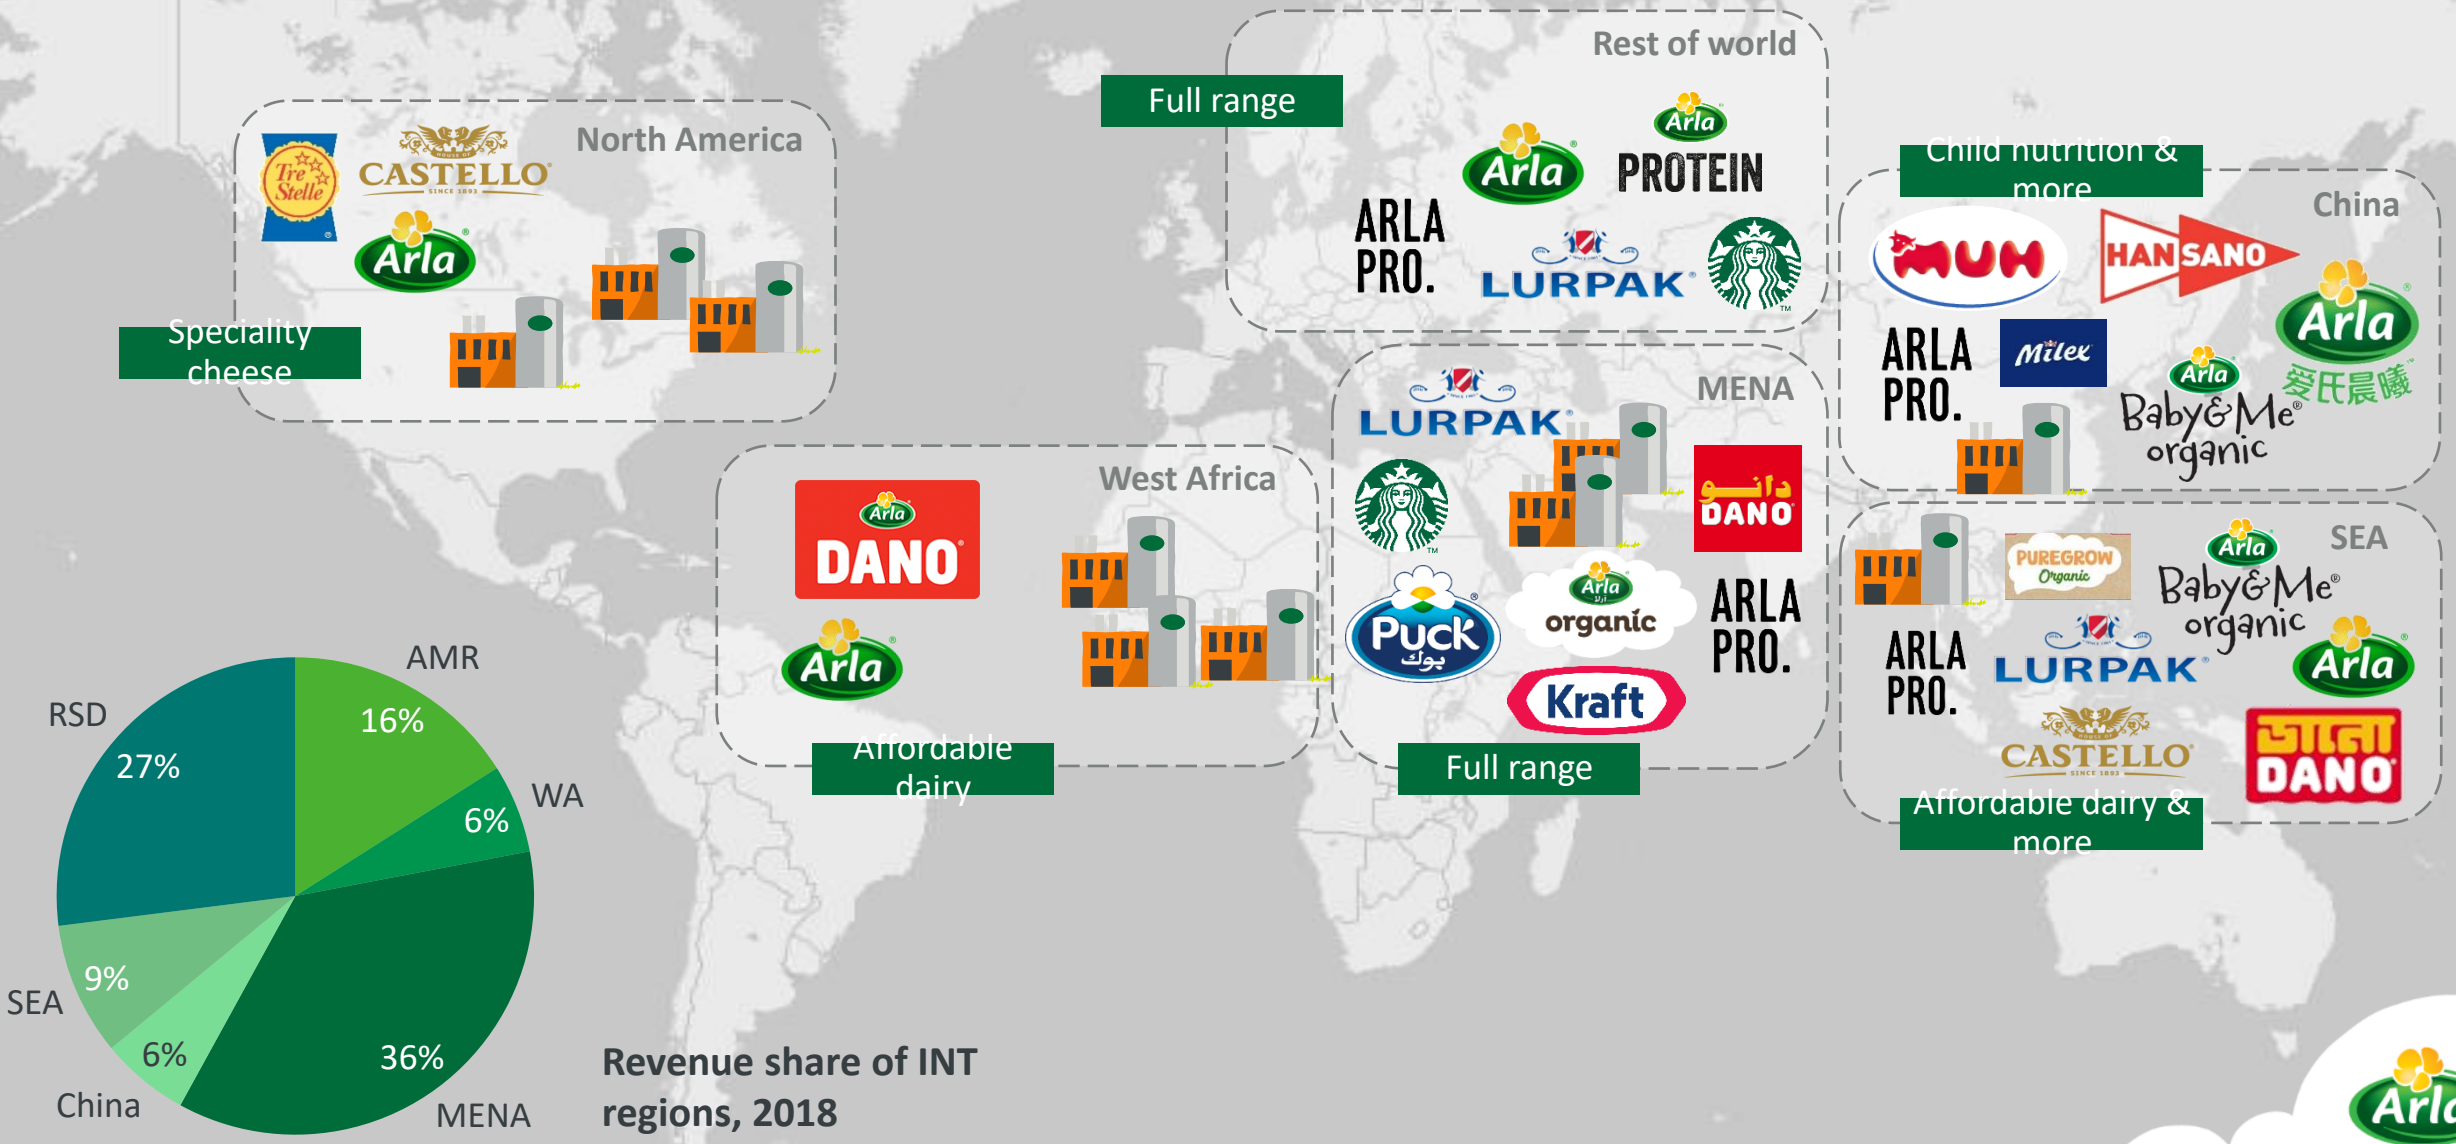 Rest of world
Full range
Arla
PROTEIN
Arla
ARLA
PRO.
LURPAK
North America
Tre
Stelle
HOUSE OF
CASTELLO
SINCE 1893
Arla
Speciality
cheese
Child nutrition &
more
China
MUH
HANSANO
Arla
爱氏晨曦
ARLA
PRO.
Milex
Arla
Baby&Me
organic
MENA
LURPAK
دانو
DANO
Puck
بوك
Arla
آرلا
organic
ARLA
PRO.
Kraft
Full range
West Africa
Arla
DANO
Arla
Affordable
dairy
SEA
PUREGROW
Organic
Arla
Baby&Me
organic
ARLA
PRO.
LURPAK
Arla
HOUSE OF
CASTELLO
SINCE 1893
ডানো
DANO
Affordable dairy &
more
AMR
16%
WA
6%
RSD
27%
SEA
9%
China
6%
MENA
36%
Revenue share of INT
regions, 2018
Arla